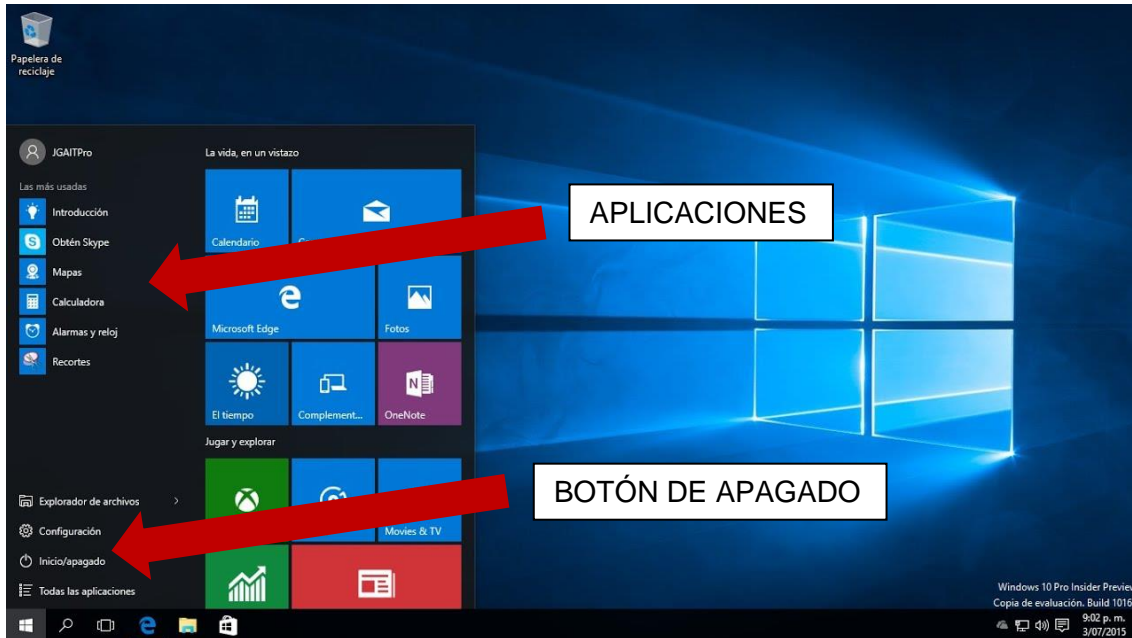 Papelera de
reciclaje
JGAITPro
Las más usadas
Introducción
Obtén Skype
Mapas
Calculadora
Alarmas y reloj
Recortes
Explorador de archivos
Configuración
Inicio/apagado
Todas las aplicaciones
La vida, en un vistazo
Calendario
Microsoft Edge
Fotos
El tiempo
Complement...
OneNote
Jugar y explorar
Movies & TV
APLICACIONES
BOTÓN DE APAGADO
Windows 10 Pro Insider Preview
Copia de evaluación. Build 1016
9:02 p. m.
3/07/2015